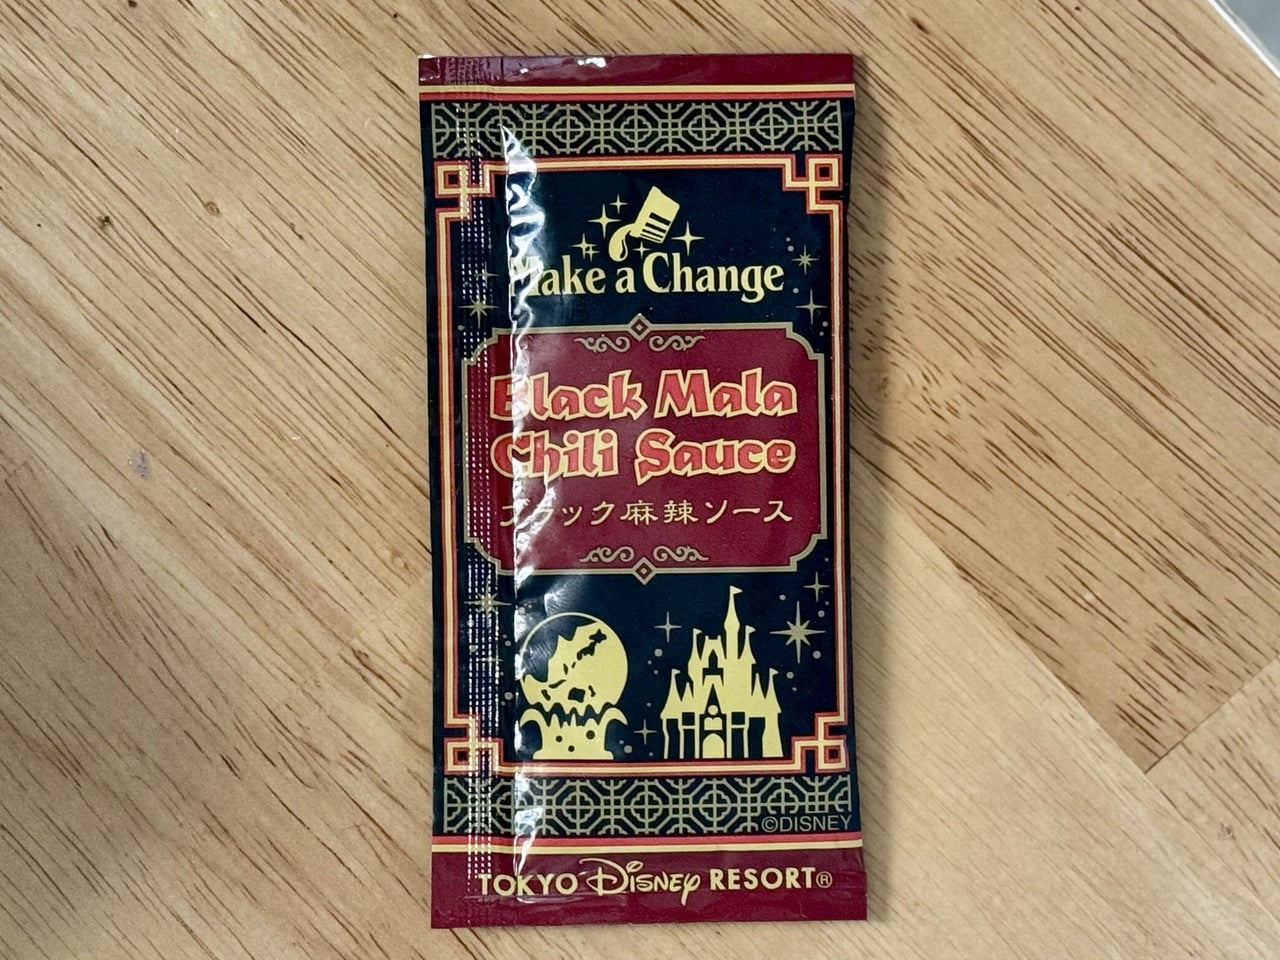 Make a Change
Black Mala
Chili Sauce
ブラック麻辣ソース
©DISNEY
TOKYO Disney RESORT®